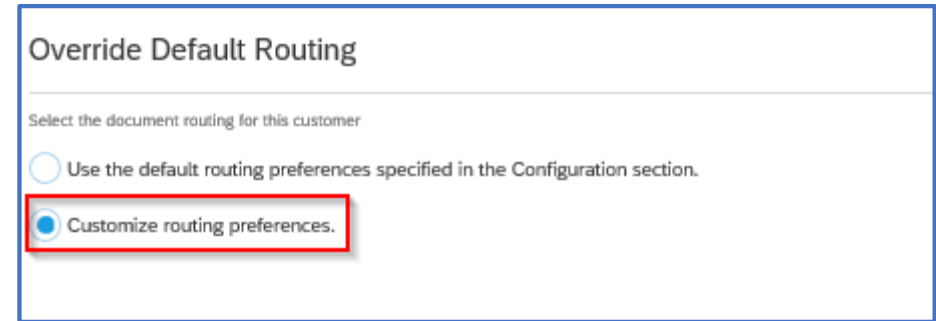 Override Default Routing
Select the document routing for this customer
Use the default routing preferences specified in the Configuration section.
Customize routing preferences.